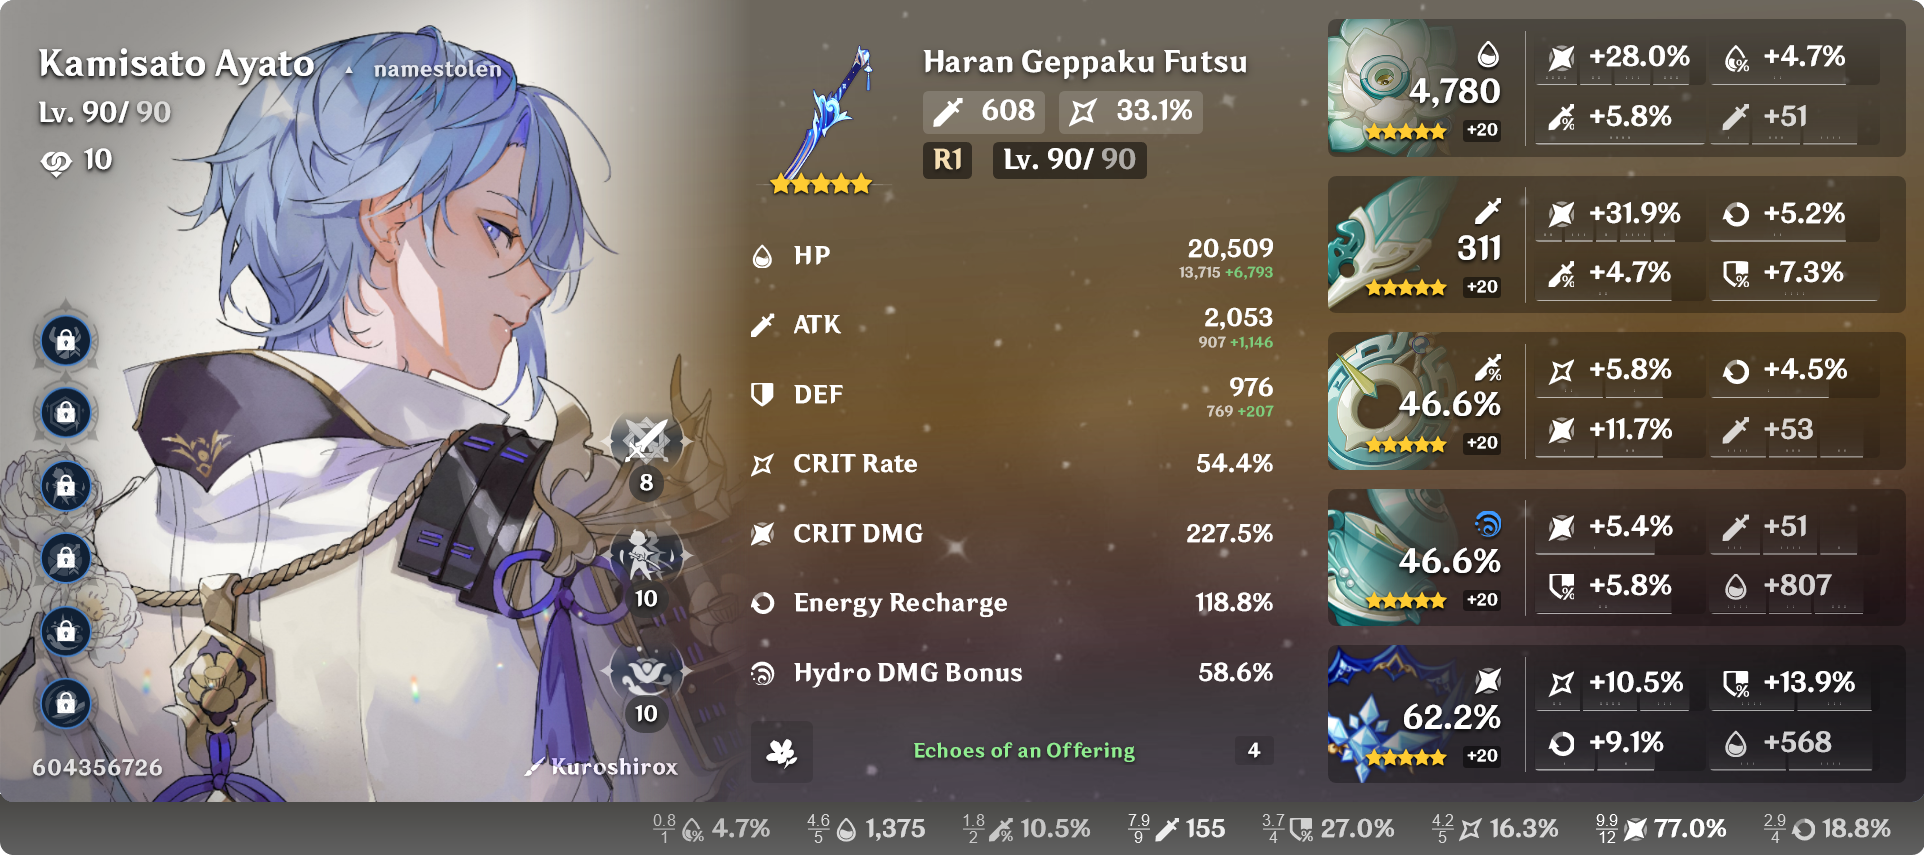 Kamisato Ayato namestolen
Lv. 90/ 90
10
8
10
10
604356726
Kuroshirox
Haran Geppaku Futsu
608 33.1%
R1 Lv. 90/ 90
HP 20,509
13,715 +6,793
ATK 2,053
907 +1,146
DEF 976
769 +207
CRIT Rate 54.4%
CRIT DMG 227.5%
Energy Recharge 118.8%
Hydro DMG Bonus 58.6%
Echoes of an Offering 4
4,780
+20
+28.0% +4.7%
+5.8% +51
311
+20
+31.9% +5.2%
+4.7% +7.3%
46.6%
+20
+5.8% +4.5%
+11.7% +53
46.6%
+20
+5.4% +51
+5.8% +807
62.2%
+20
+10.5% +13.9%
+9.1% +568
0.8/1 4.7% 4.6/5 1,375 1.8/2 10.5% 7.9/9 155 3.7/4 27.0% 4.2/5 16.3% 9.9/12 77.0% 2.9/4 18.8%